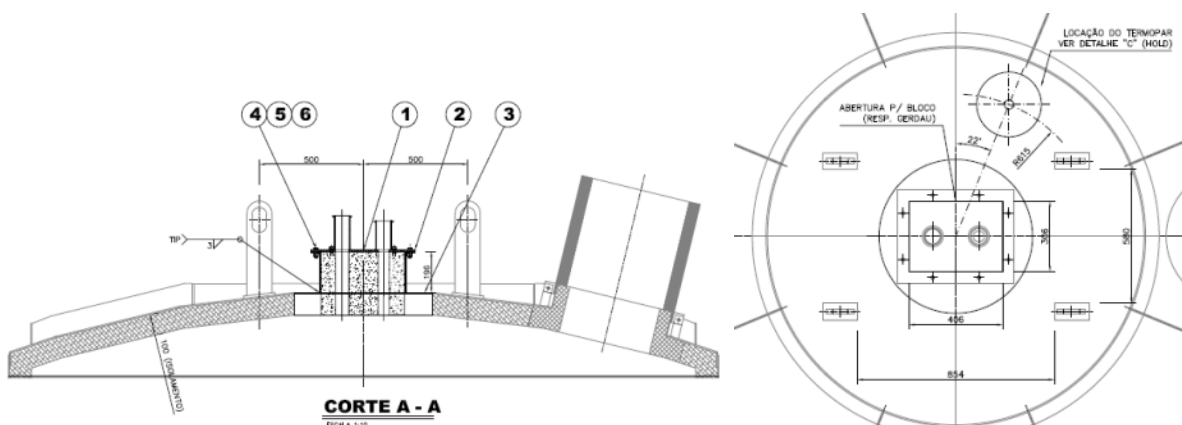 4 5 6 1 2 3
500 500
TIP
3
196
100 (ISOLAMENTO)
CORTE A - A
LOCAÇÃO DO TERMOPAR
VER DETALHE "C" (HOLD)
ABERTURA P/ BLOCO
(RESP. GERDAU)
22°
R615
306
580
406
854